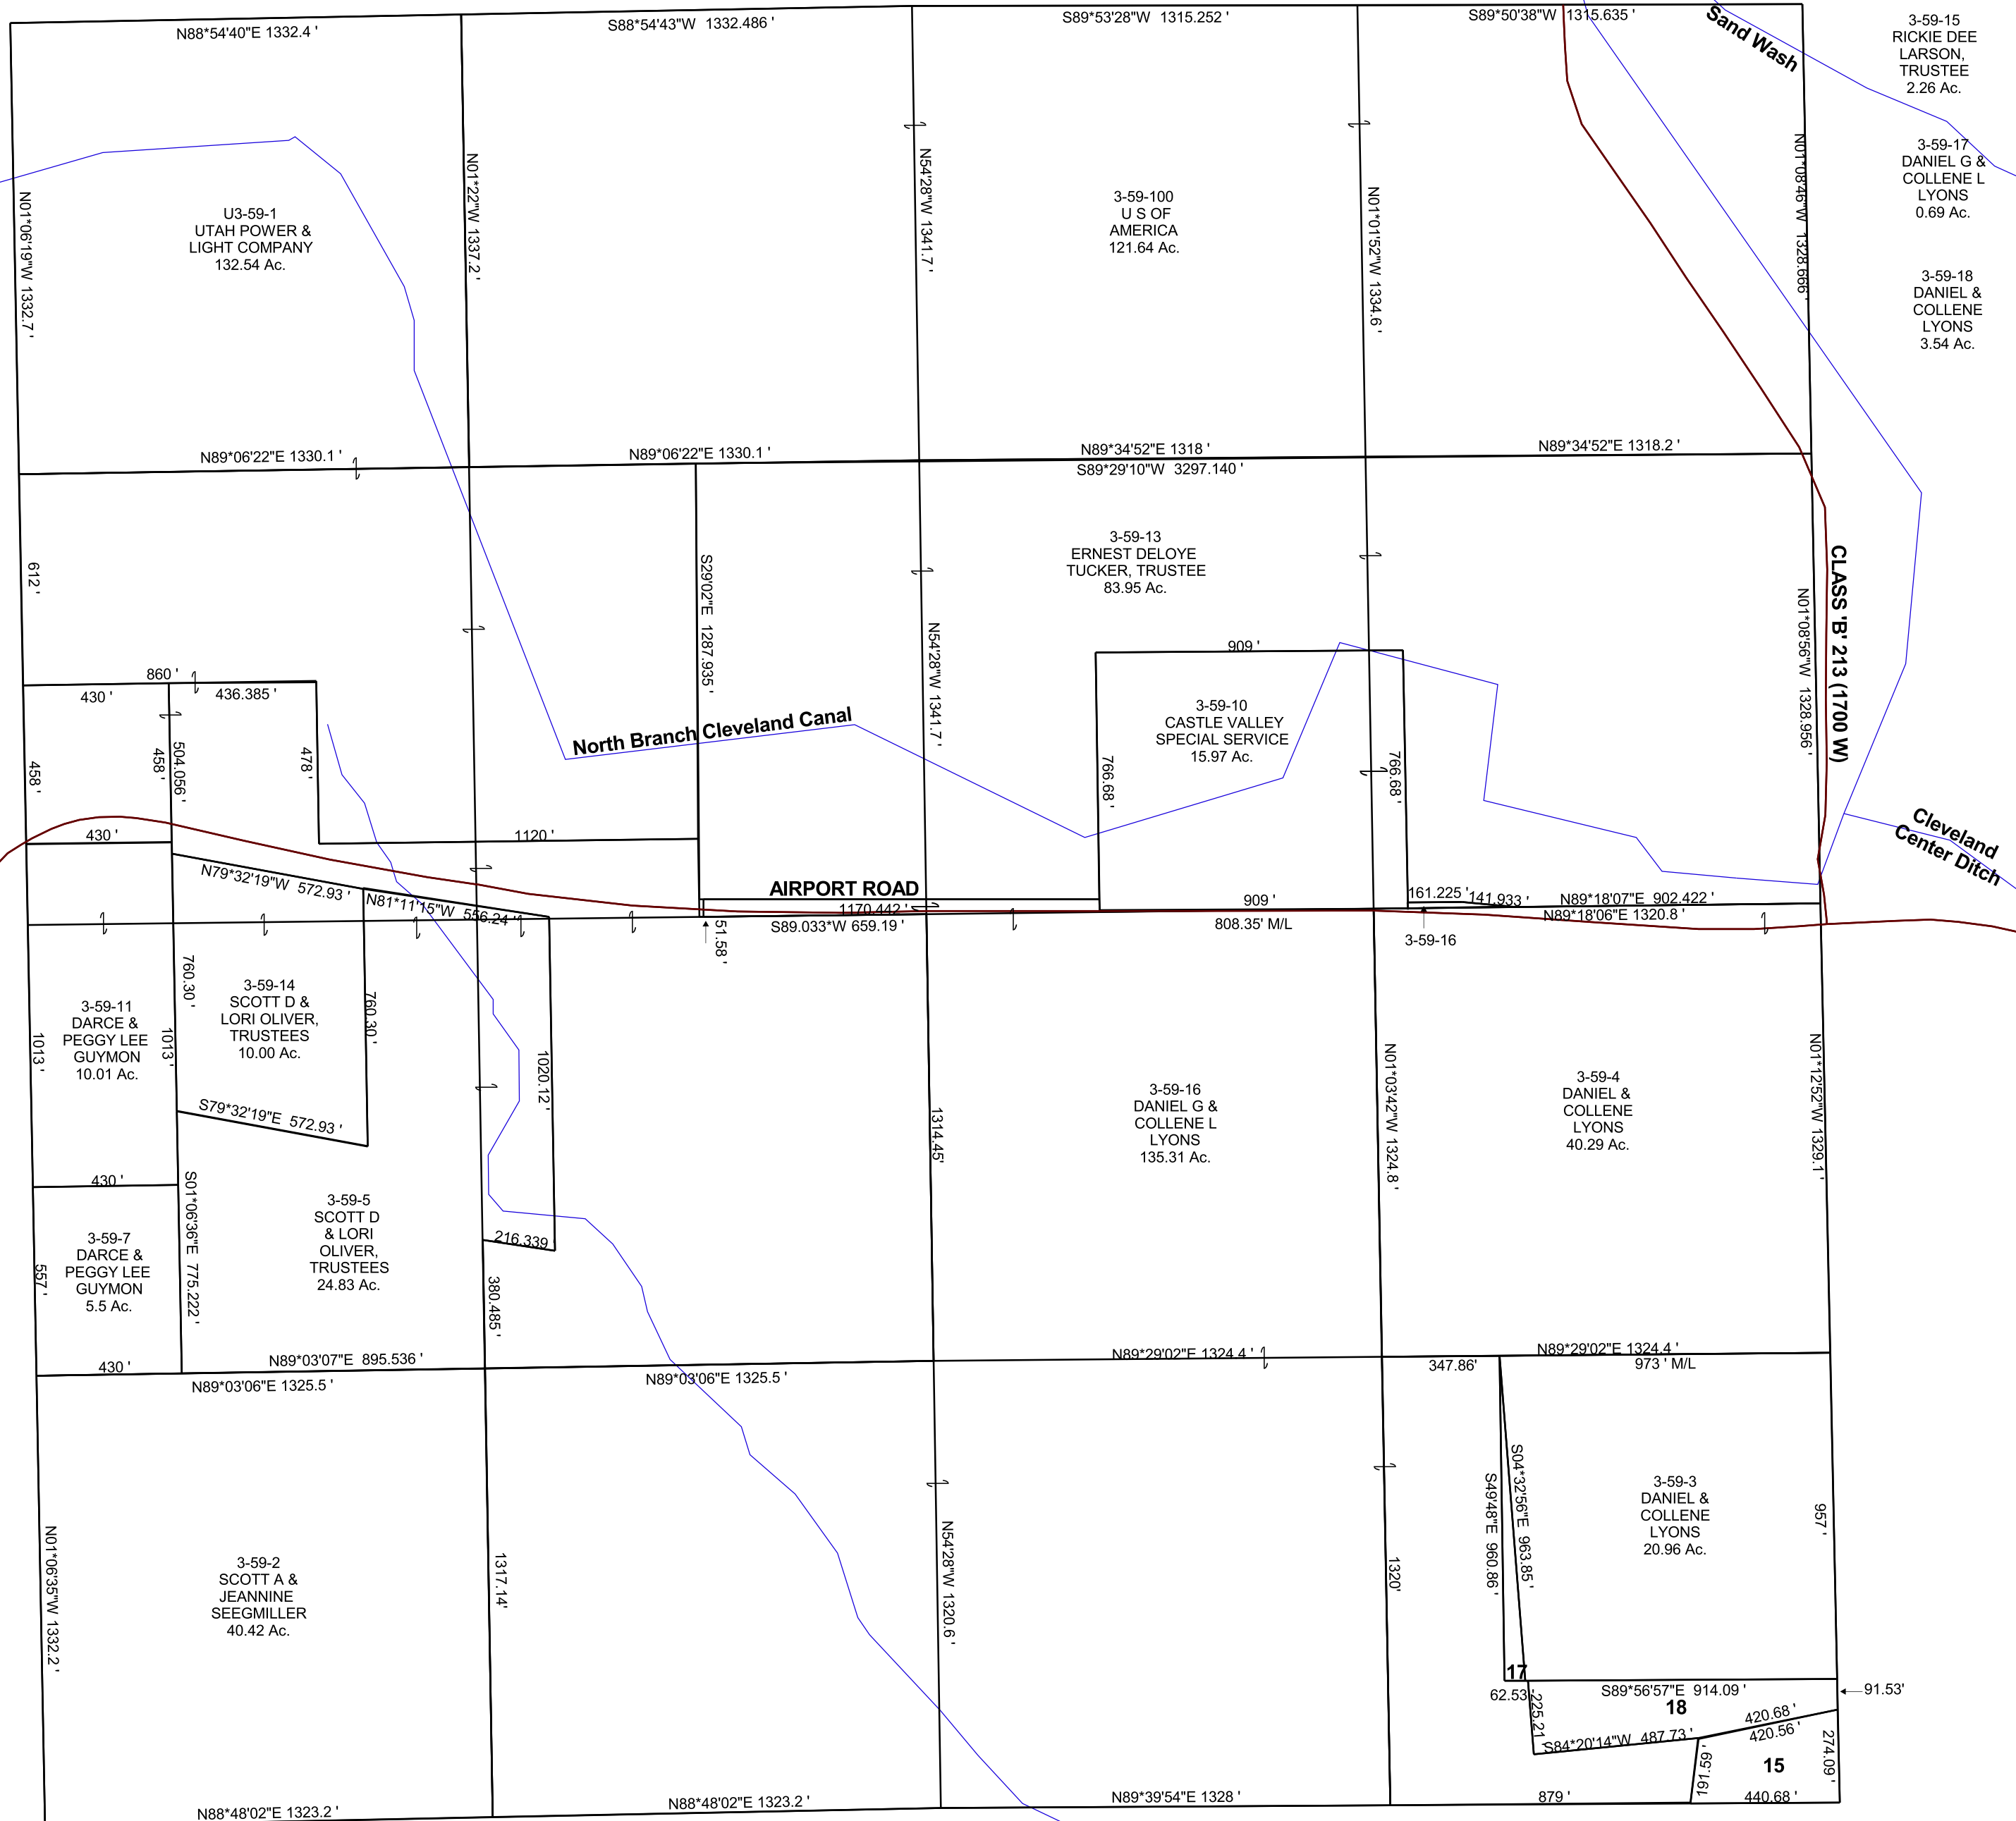 N88*54'40"E 1332.4 '
S88*54'43"W 1332.486 '
S89*53'28"W 1315.252 '
S89*50'38"W 1315.635 '
Sand Wash
3-59-15
RICKIE DEE
LARSON,
TRUSTEE
2.26 Ac.
3-59-17
DANIEL G &
COLLENE L
LYONS
0.69 Ac.
3-59-18
DANIEL &
COLLENE
LYONS
3.54 Ac.
N01*06'19"W 1332.7 '
U3-59-1
UTAH POWER &
LIGHT COMPANY
132.54 Ac.
N01*22"W 1337.2 '
N54'28"W 1341.7 '
3-59-100
U S OF
AMERICA
121.64 Ac.
N01*01'52"W 1334.6 '
N01*08'46"W 1328.666 '
N89*06'22"E 1330.1 '
N89*06'22"E 1330.1 '
N89*34'52"E 1318 '
N89*34'52"E 1318.2 '
S89*29'10"W 3297.140 '
612 '
S29'02"E 1287.935 '
3-59-13
ERNEST DELOYE
TUCKER, TRUSTEE
83.95 Ac.
N54'28"W 1341.7 '
CLASS 'B' 213 (1700 W)
N01*08'56"W 1328.956 '
860 '
430 '
436.385 '
458 '
458 '
504.056 '
478 '
North Branch Cleveland Canal
909 '
3-59-10
CASTLE VALLEY
SPECIAL SERVICE
15.97 Ac.
766.68 '
766.68 '
430 '
1120 '
Cleveland
Center Ditch
N79*32'19"W 572.93 '
N81*11'15"W 556.24 '
AIRPORT ROAD
1170.442 '
909 '
161.225 '
141.933 '
N89*18'07"E 902.422 '
N89*18'06"E 1320.8 '
S89.033*W 659.19 '
808.35' M/L
3-59-16
51.58 '
760.30 '
3-59-14
SCOTT D &
LORI OLIVER,
TRUSTEES
10.00 Ac.
760.30 '
3-59-11
DARCE &
PEGGY LEE
GUYMON
10.01 Ac.
1013 '
1013 '
1020.12 '
S79*32'19"E 572.93 '
1314.45'
3-59-16
DANIEL G &
COLLENE L
LYONS
135.31 Ac.
N01*03'42"W 1324.8 '
3-59-4
DANIEL &
COLLENE
LYONS
40.29 Ac.
N01*12'52"W 1329.1 '
430 '
S01*06'36"E 775.222 '
3-59-5
SCOTT D
& LORI
OLIVER,
TRUSTEES
24.83 Ac.
3-59-7
DARCE &
PEGGY LEE
GUYMON
5.5 Ac.
557 '
216.339 '
380.485 '
430 '
N89*03'07"E 895.536 '
N89*03'06"E 1325.5 '
N89*03'06"E 1325.5 '
N89*29'02"E 1324.4 '
N89*29'02"E 1324.4 '
347.86'
973 ' M/L
N01*06'35"W 1332.2 '
3-59-2
SCOTT A &
JEANNINE
SEEGMILLER
40.42 Ac.
1317.14'
N54'28"W 1320.6 '
1320'
S49'48"E 960.86 '
S04*32'56"E 963.85 '
3-59-3
DANIEL &
COLLENE
LYONS
20.96 Ac.
957 '
17
62.53 '
S89*56'57"E 914.09 '
91.53'
18
225.21 '
S84*20'14"W 487.73 '
420.68 '
420.56 '
15
191.59 '
274.09 '
N88*48'02"E 1323.2 '
N88*48'02"E 1323.2 '
N89*39'54"E 1328 '
879 '
440.68 '